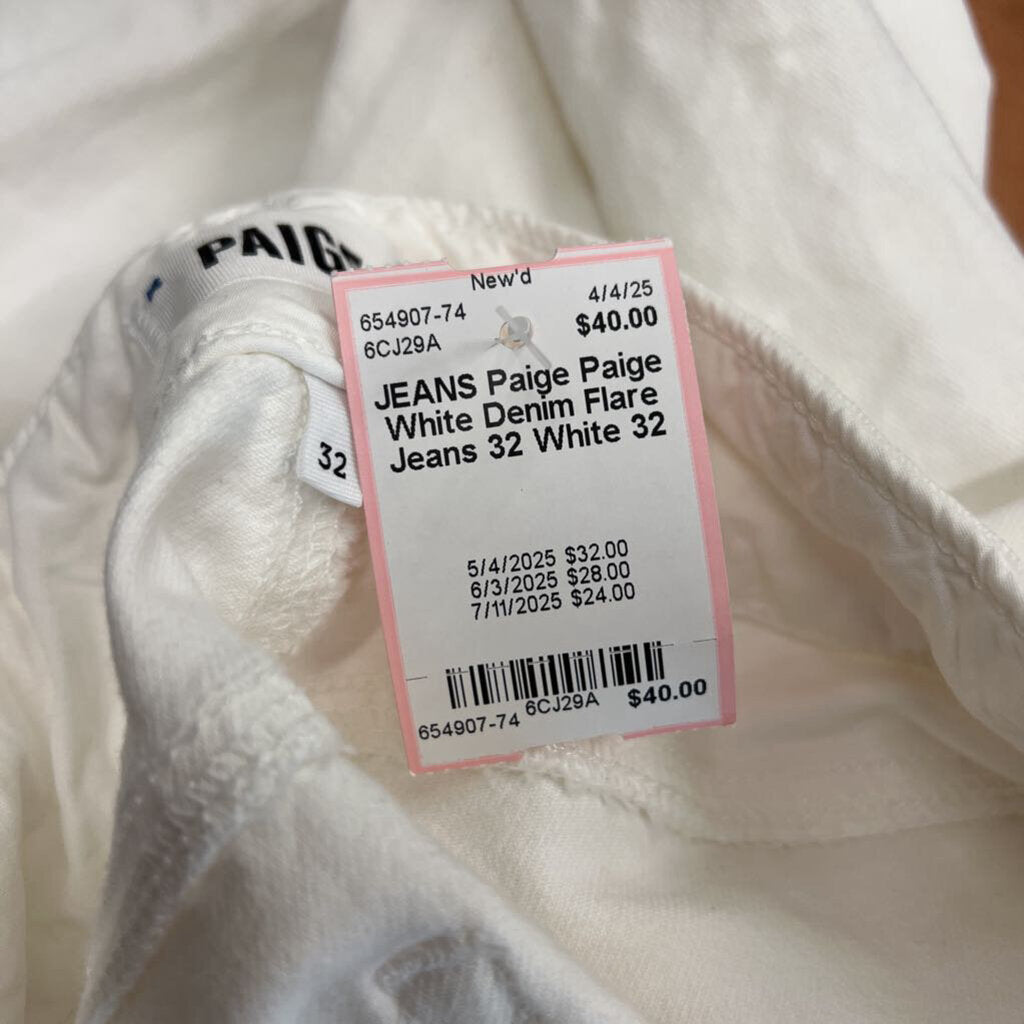 PAIG
32
New'd
654907-74
4/4/25
6CJ29A
$40.00
JEANS Paige Paige
White Denim Flare
Jeans 32 White 32
5/4/2025 $32.00
6/3/2025 $28.00
7/11/2025 $24.00
654907-74 6CJ29A $40.00